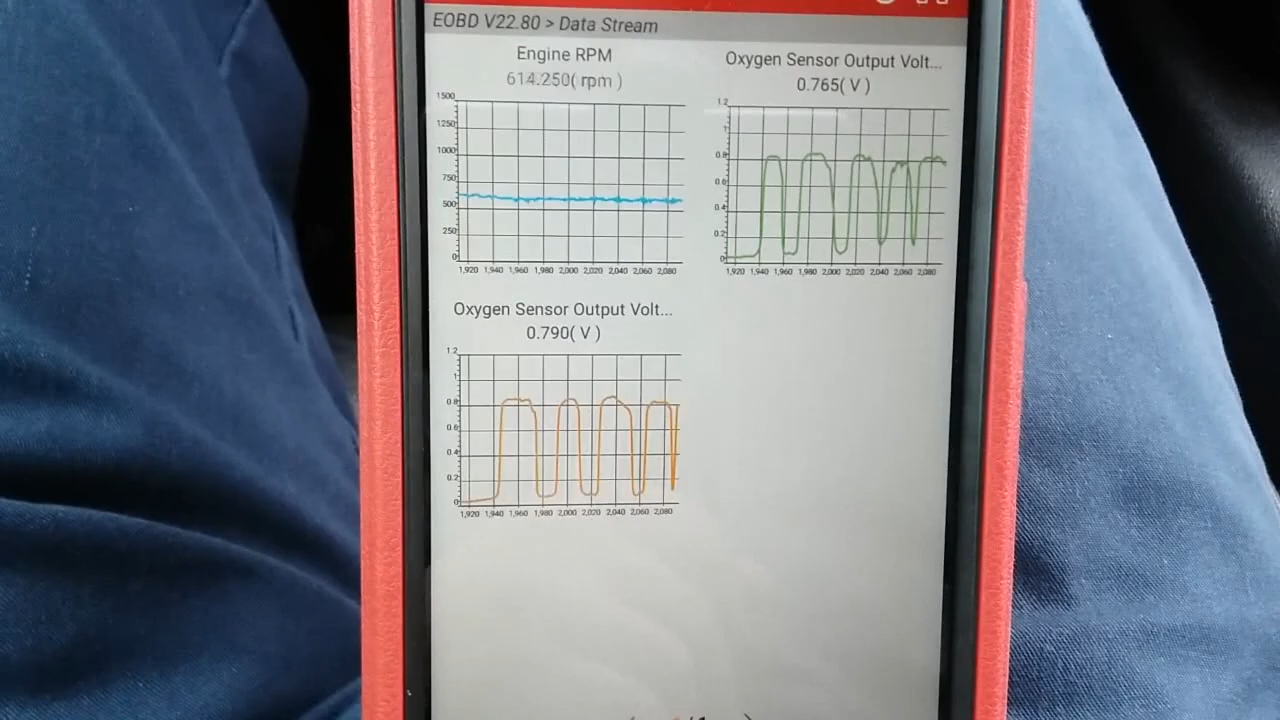 EOBD V22.80 > Data Stream
Engine RPM
614.250( rpm )
1500
1250
1000
750
500
250
0
1,920 1,940 1,960 1,980 2,000 2,020 2,040 2,060 2,080
Oxygen Sensor Output Volt...
0.765( V )
1.2
1
0.8
0.6
0.4
0.2
0
1,920 1,940 1,960 1,980 2,000 2,020 2,040 2,060 2,080
Oxygen Sensor Output Volt...
0.790( V )
1.2
1
0.8
0.6
0.4
0.2
0
1,920 1,940 1,960 1,980 2,000 2,020 2,040 2,060 2,080